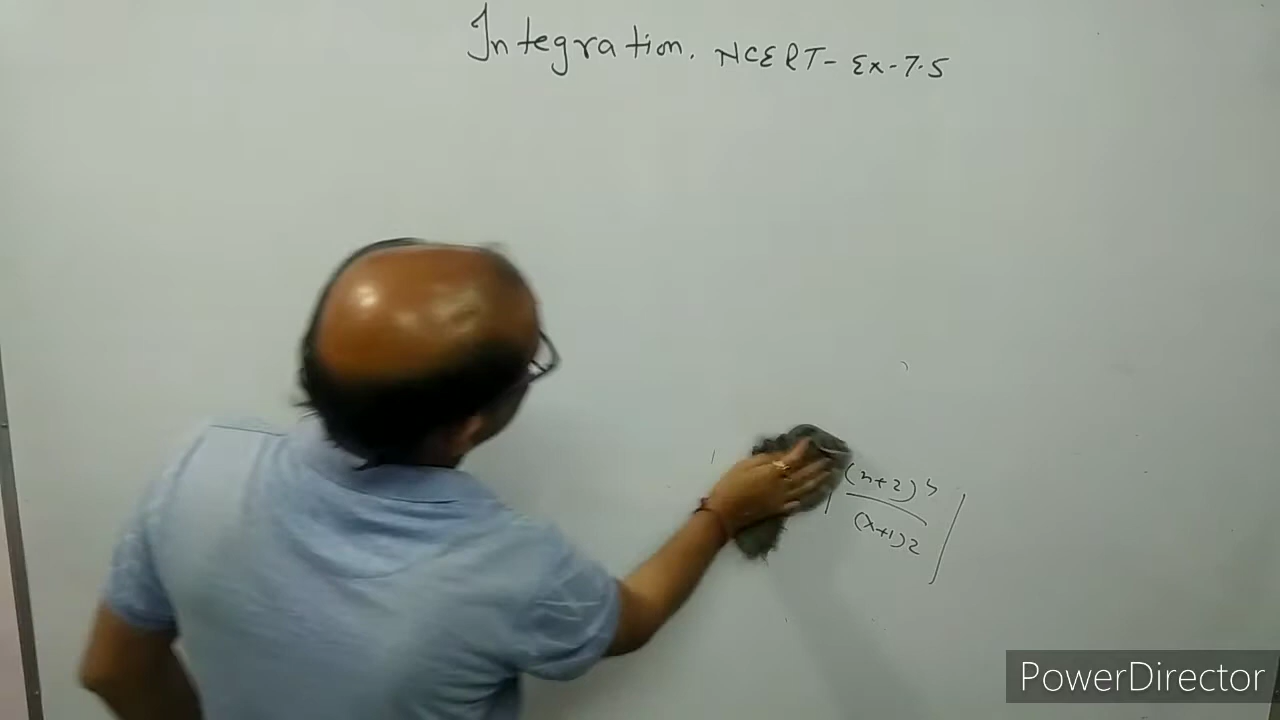 Integration. NCERT- Ex-7.5
(x+2)
(x+1)2
PowerDirector